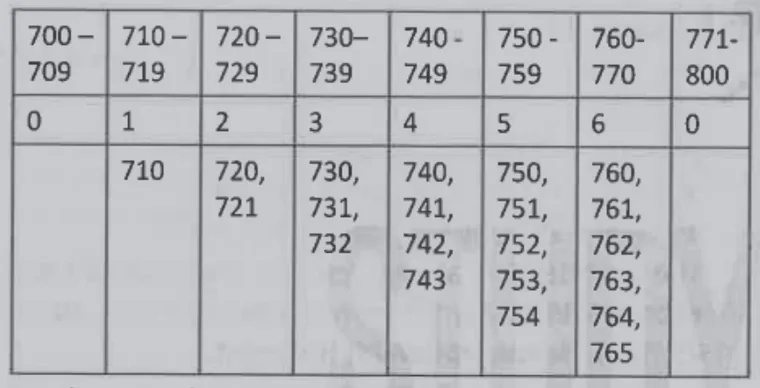 700 – 710 – 720 – 730– 740 - 750 - 760- 771-
709 719 729 739 749 759 770 800
0 1 2 3 4 5 6 0
710 720, 730, 740, 750, 760,
721 731, 741, 751, 761,
732 742, 752, 762,
743 753, 763,
754 764,
765